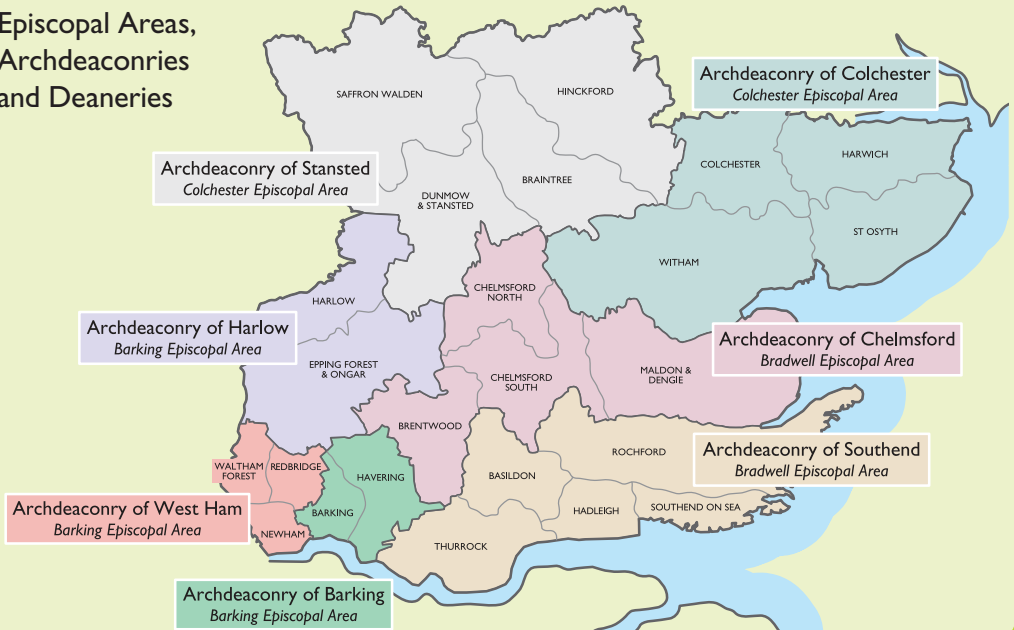 Episcopal Areas,
Archdeaconries
and Deaneries
SAFFRON WALDEN
HINCKFORD
Archdeaconry of Colchester
Colchester Episcopal Area
COLCHESTER
HARWICH
Archdeaconry of Stansted
Colchester Episcopal Area
DUNMOW
& STANSTED
BRAINTREE
ST OSYTH
WITHAM
HARLOW
CHELMSFORD
NORTH
Archdeaconry of Harlow
Barking Episcopal Area
Archdeaconry of Chelmsford
Bradwell Episcopal Area
EPPING FOREST
& ONGAR
CHELMSFORD
SOUTH
MALDON &
DENGIE
BRENTWOOD
ROCHFORD
Archdeaconry of Southend
Bradwell Episcopal Area
WALTHAM
FOREST
REDBRIDGE
HAVERING
BASILDON
Archdeaconry of West Ham
Barking Episcopal Area
BARKING
HADLEIGH
SOUTHEND ON SEA
NEWHAM
THURROCK
Archdeaconry of Barking
Barking Episcopal Area